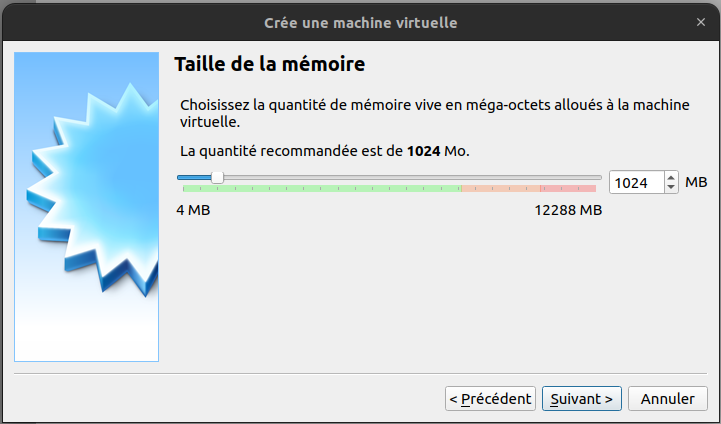 Crée une machine virtuelle
×
Taille de la mémoire
Choisissez la quantité de mémoire vive en méga-octets alloués à la machine
virtuelle.
La quantité recommandée est de 1024 Mo.
1024 MB
4 MB 12288 MB
< Précédent Suivant > Annuler